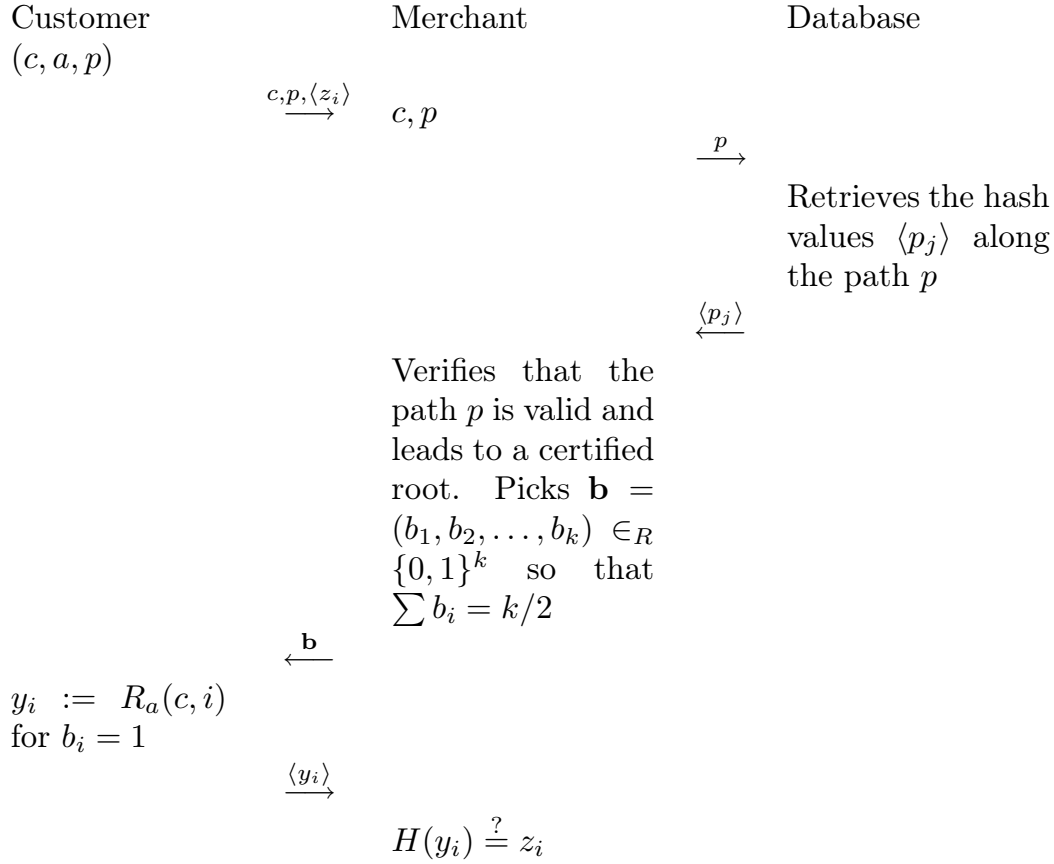 Customer Merchant Database
(c, a, p)
c,p,⟨z_i⟩
⟶ c, p
p
⟶
Retrieves the hash
values ⟨p_j⟩ along
the path p
⟨p_j⟩
⟵
Verifies that the
path p is valid and
leads to a certified
root. Picks b =
(b_1, b_2, . . . , b_k) ∈_R
{0, 1}^k so that
∑ b_i = k/2
b
⟵
y_i := R_a(c, i)
for b_i = 1
⟨y_i⟩
⟶
H(y_i) ≟ z_i